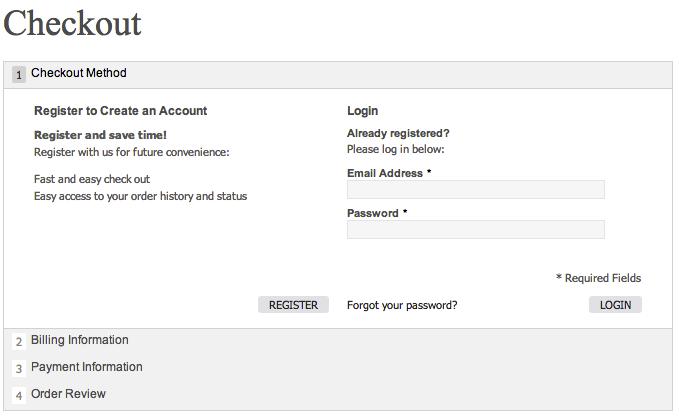 Checkout
1 Checkout Method
Register to Create an Account
Register and save time!
Register with us for future convenience:
Fast and easy check out
Easy access to your order history and status
REGISTER
Login
Already registered?
Please log in below:
Email Address *
Password *
* Required Fields
Forgot your password?
LOGIN
2 Billing Information
3 Payment Information
4 Order Review